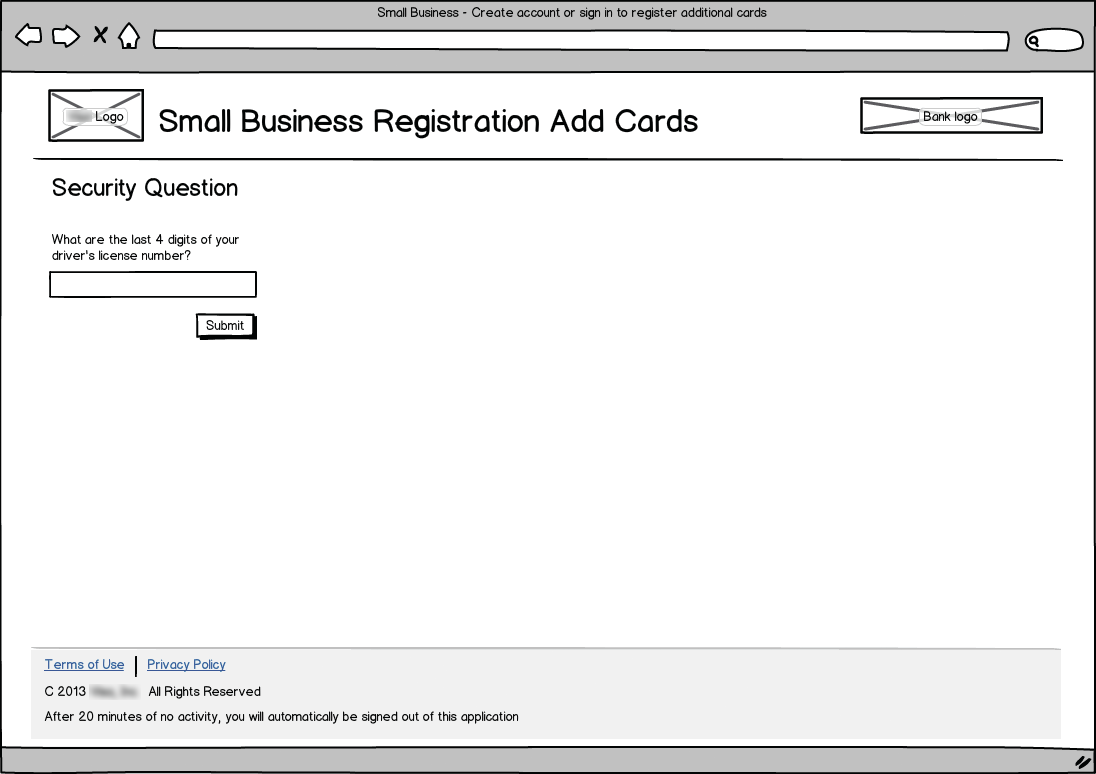 Small Business - Create account or sign in to register additional cards
Logo
Small Business Registration Add Cards
Bank logo
Security Question
What are the last 4 digits of your
driver's license number?
Submit
Terms of Use
Privacy Policy
C 2013 All Rights Reserved
After 20 minutes of no activity, you will automatically be signed out of this application